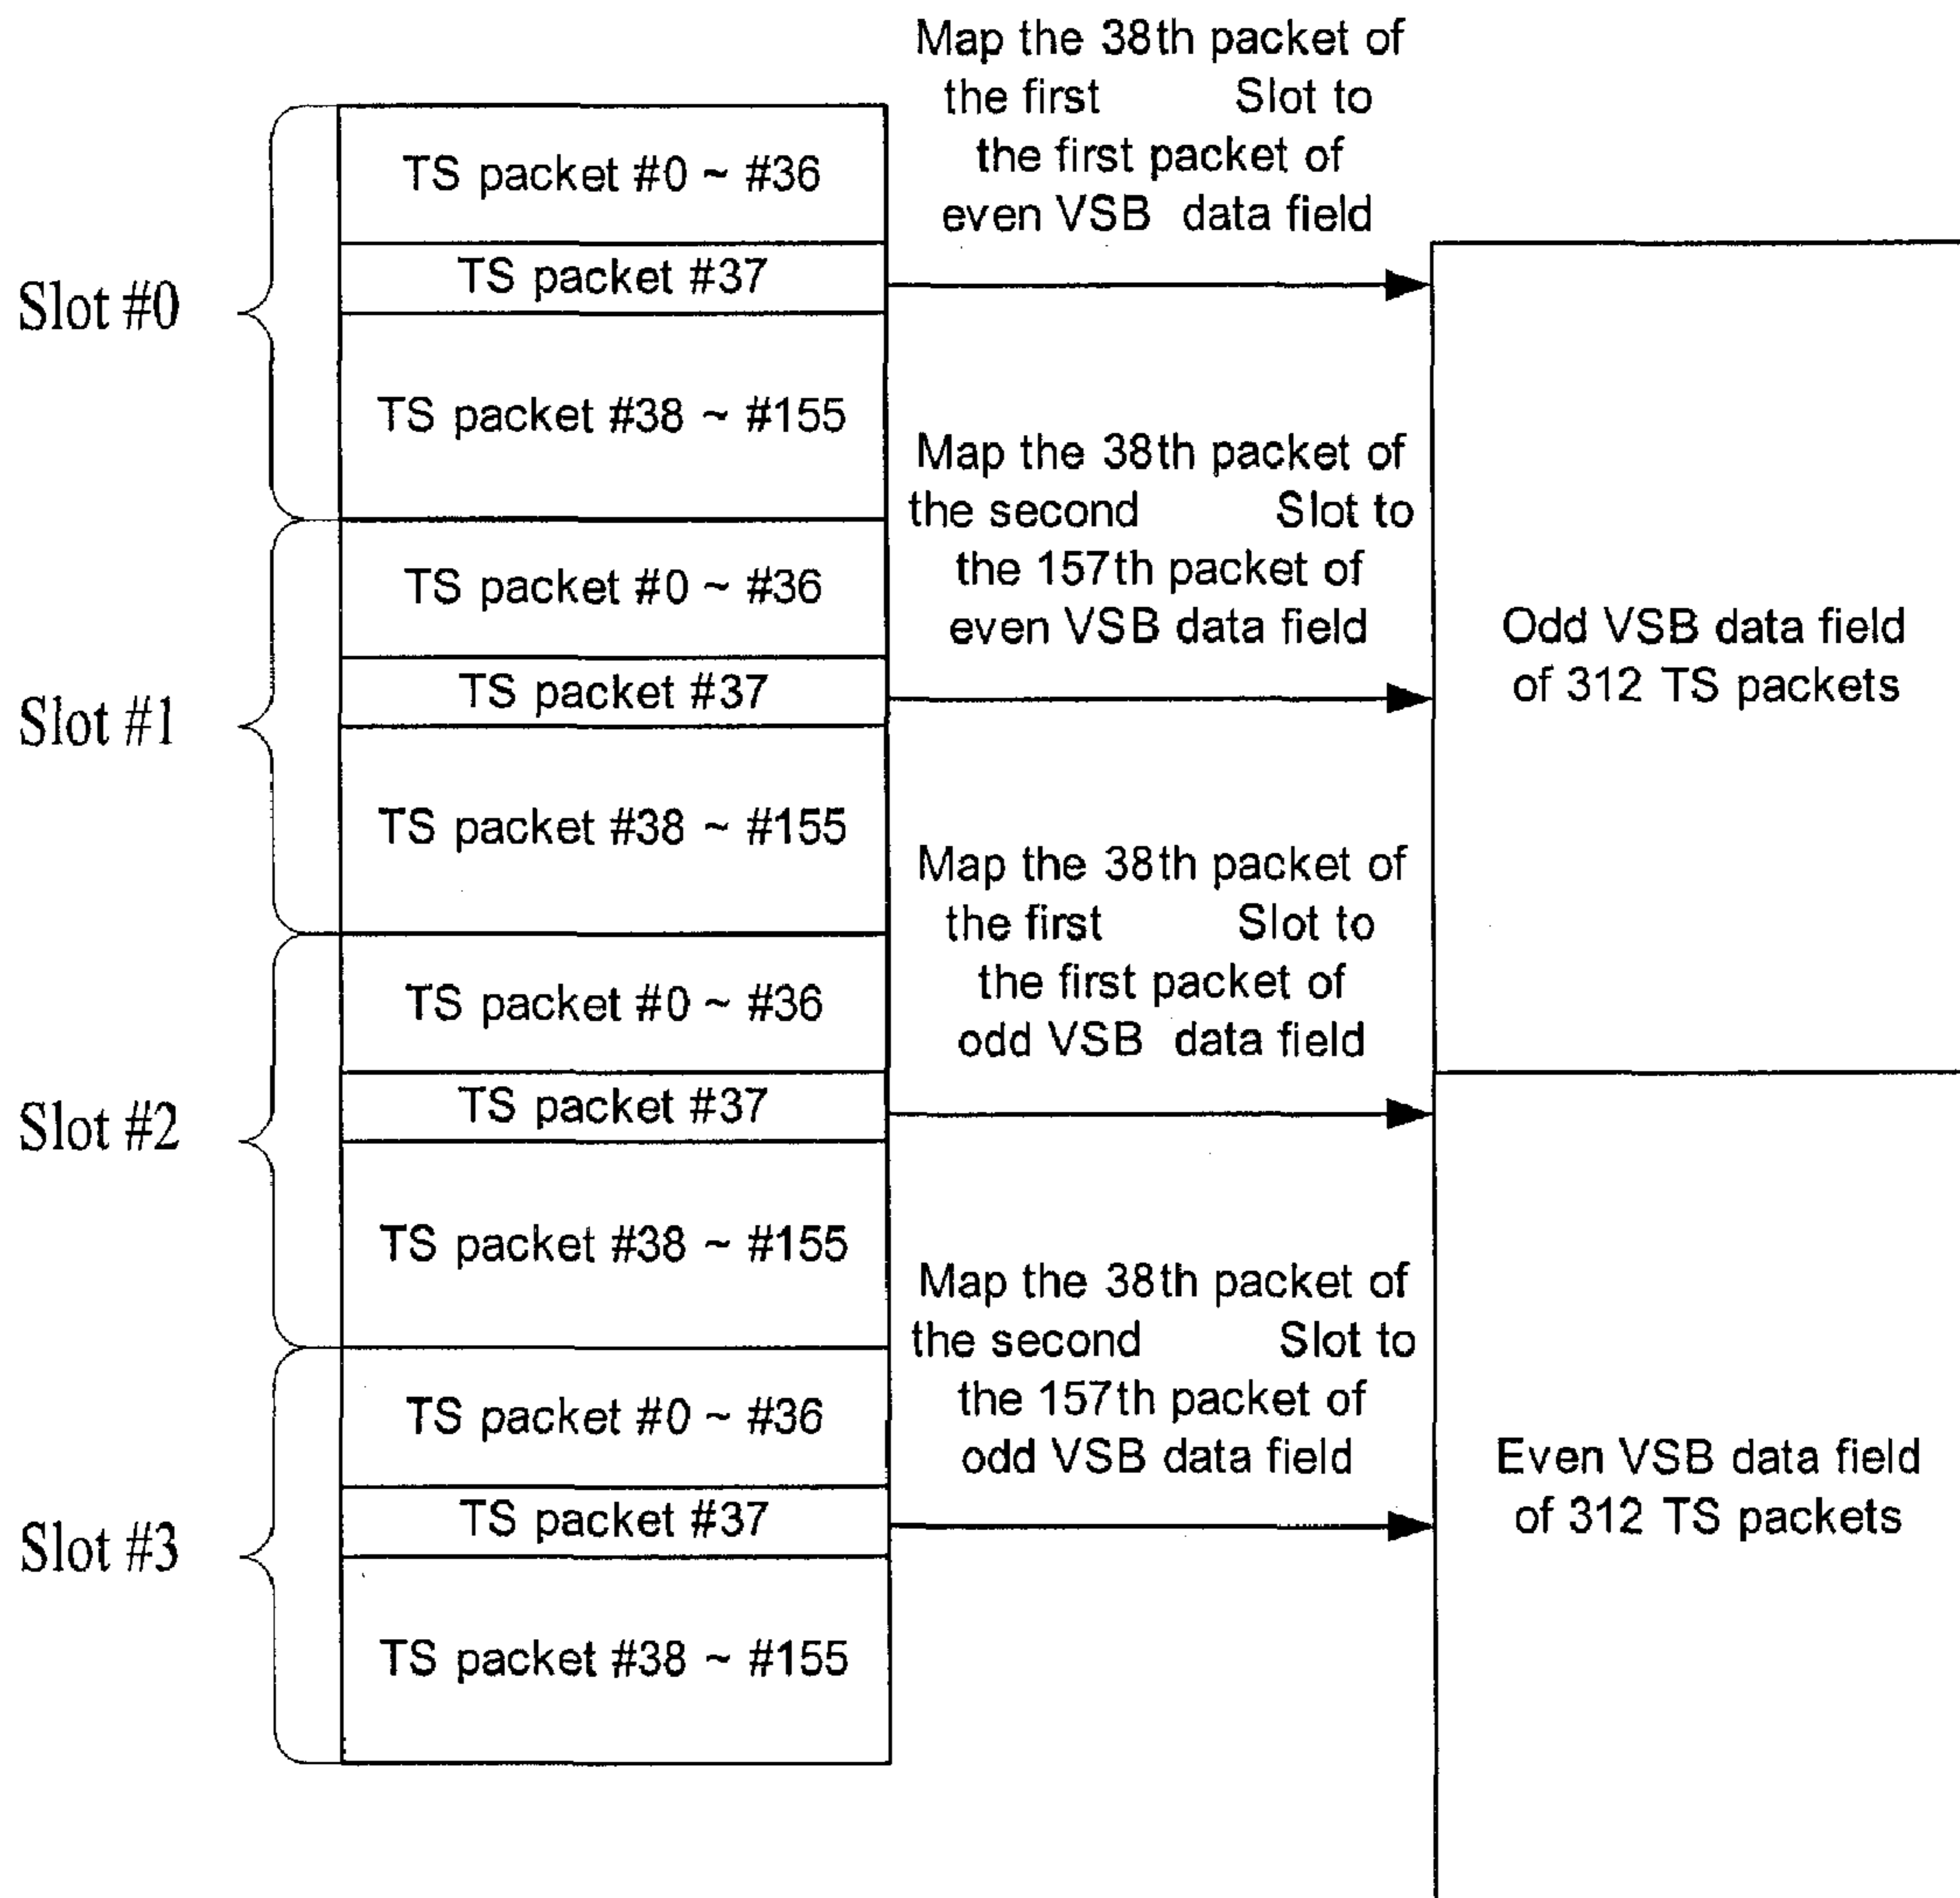 Map the 38th packet of
the first Slot to
the first packet of
even VSB data field
TS packet #0 ~ #36
TS packet #37
Slot #0
TS packet #38 ~ #155
Map the 38th packet of
the second Slot to
the 157th packet of
even VSB data field
TS packet #0 ~ #36
TS packet #37
Slot #1
TS packet #38 ~ #155
Odd VSB data field
of 312 TS packets
Map the 38th packet of
the first Slot to
the first packet of
odd VSB data field
TS packet #0 ~ #36
TS packet #37
Slot #2
TS packet #38 ~ #155
Map the 38th packet of
the second Slot to
the 157th packet of
odd VSB data field
TS packet #0 ~ #36
TS packet #37
Slot #3
TS packet #38 ~ #155
Even VSB data field
of 312 TS packets